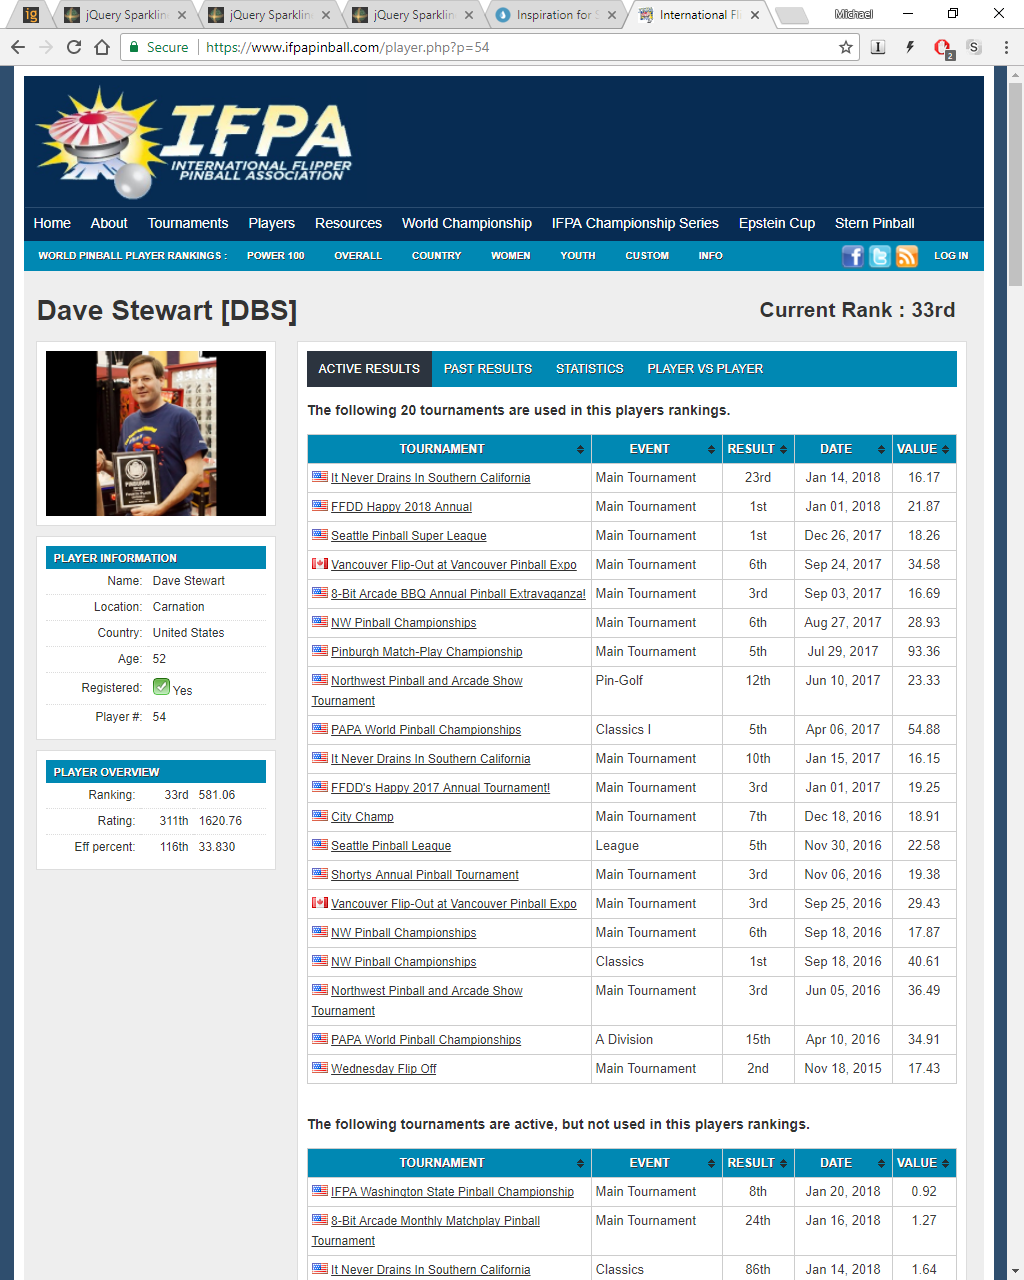 ig
jQuery Sparklin
jQuery Sparklin
jQuery Sparklin
Inspiration for S
International Fl
Michael
Secure https://www.ifpapinball.com/player.php?p=54
2
IFPA
INTERNATIONAL FLIPPER
PINBALL ASSOCIATION
Home About Tournaments Players Resources World Championship IFPA Championship Series Epstein Cup Stern Pinball
WORLD PINBALL PLAYER RANKINGS : POWER 100 OVERALL COUNTRY WOMEN YOUTH CUSTOM INFO LOG IN
Dave Stewart [DBS]
Current Rank : 33rd
PLAYER INFORMATION
Name: Dave Stewart
Location: Carnation
Country: United States
Age: 52
Registered: Yes
Player #: 54
PLAYER OVERVIEW
Ranking: 33rd 581.06
Rating: 311th 1620.76
Eff percent: 116th 33.830
ACTIVE RESULTS PAST RESULTS STATISTICS PLAYER VS PLAYER
The following 20 tournaments are used in this players rankings.
TOURNAMENT EVENT RESULT DATE VALUE
It Never Drains In Southern California Main Tournament 23rd Jan 14, 2018 16.17
FFDD Happy 2018 Annual Main Tournament 1st Jan 01, 2018 21.87
Seattle Pinball Super League Main Tournament 1st Dec 26, 2017 18.26
Vancouver Flip-Out at Vancouver Pinball Expo Main Tournament 6th Sep 24, 2017 34.58
8-Bit Arcade BBQ Annual Pinball Extravaganza! Main Tournament 3rd Sep 03, 2017 16.69
NW Pinball Championships Main Tournament 6th Aug 27, 2017 28.93
Pinburgh Match-Play Championship Main Tournament 5th Jul 29, 2017 93.36
Northwest Pinball and Arcade Show Pin-Golf 12th Jun 10, 2017 23.33
Tournament
PAPA World Pinball Championships Classics I 5th Apr 06, 2017 54.88
It Never Drains In Southern California Main Tournament 10th Jan 15, 2017 16.15
FFDD's Happy 2017 Annual Tournament! Main Tournament 3rd Jan 01, 2017 19.25
City Champ Main Tournament 7th Dec 18, 2016 18.91
Seattle Pinball League League 5th Nov 30, 2016 22.58
Shortys Annual Pinball Tournament Main Tournament 3rd Nov 06, 2016 19.38
Vancouver Flip-Out at Vancouver Pinball Expo Main Tournament 3rd Sep 25, 2016 29.43
NW Pinball Championships Main Tournament 6th Sep 18, 2016 17.87
NW Pinball Championships Classics 1st Sep 18, 2016 40.61
Northwest Pinball and Arcade Show Main Tournament 3rd Jun 05, 2016 36.49
Tournament
PAPA World Pinball Championships A Division 15th Apr 10, 2016 34.91
Wednesday Flip Off Main Tournament 2nd Nov 18, 2015 17.43
The following tournaments are active, but not used in this players rankings.
TOURNAMENT EVENT RESULT DATE VALUE
IFPA Washington State Pinball Championship Main Tournament 8th Jan 20, 2018 0.92
8-Bit Arcade Monthly Matchplay Pinball Main Tournament 24th Jan 16, 2018 1.27
Tournament
It Never Drains In Southern California Classics 86th Jan 14, 2018 1.64